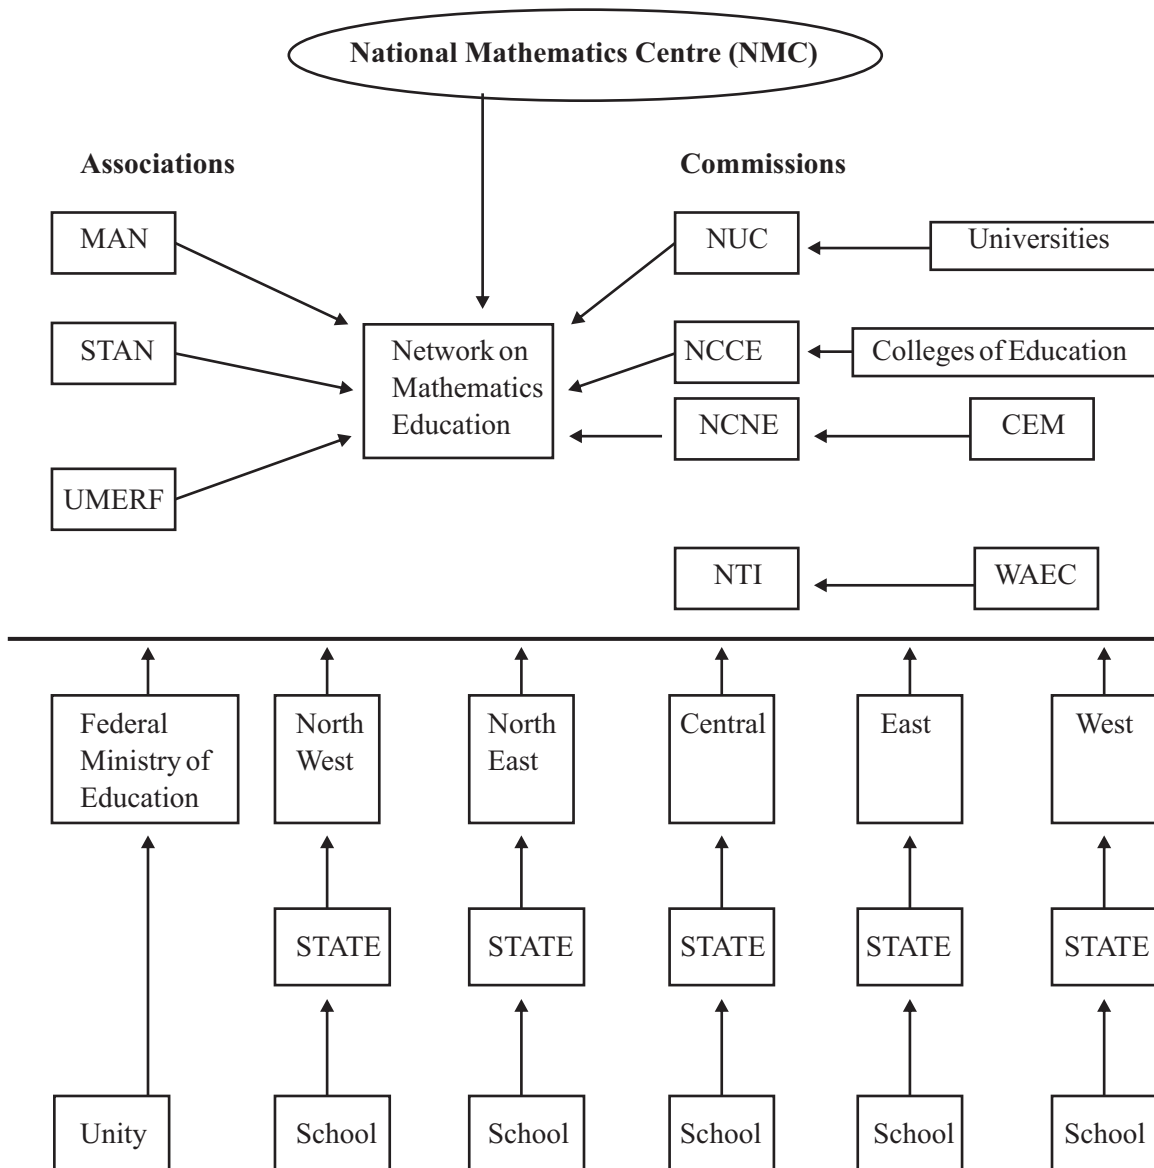 National Mathematics Centre (NMC)
Associations
Commissions
MAN
NUC
Universities
STAN
Network on
Mathematics
Education
NCCE
Colleges of Education
NCNE
CEM
UMERF
NTI
WAEC
Federal
Ministry of
Education
North
West
North
East
Central
East
West
STATE
STATE
STATE
STATE
STATE
Unity
School
School
School
School
School